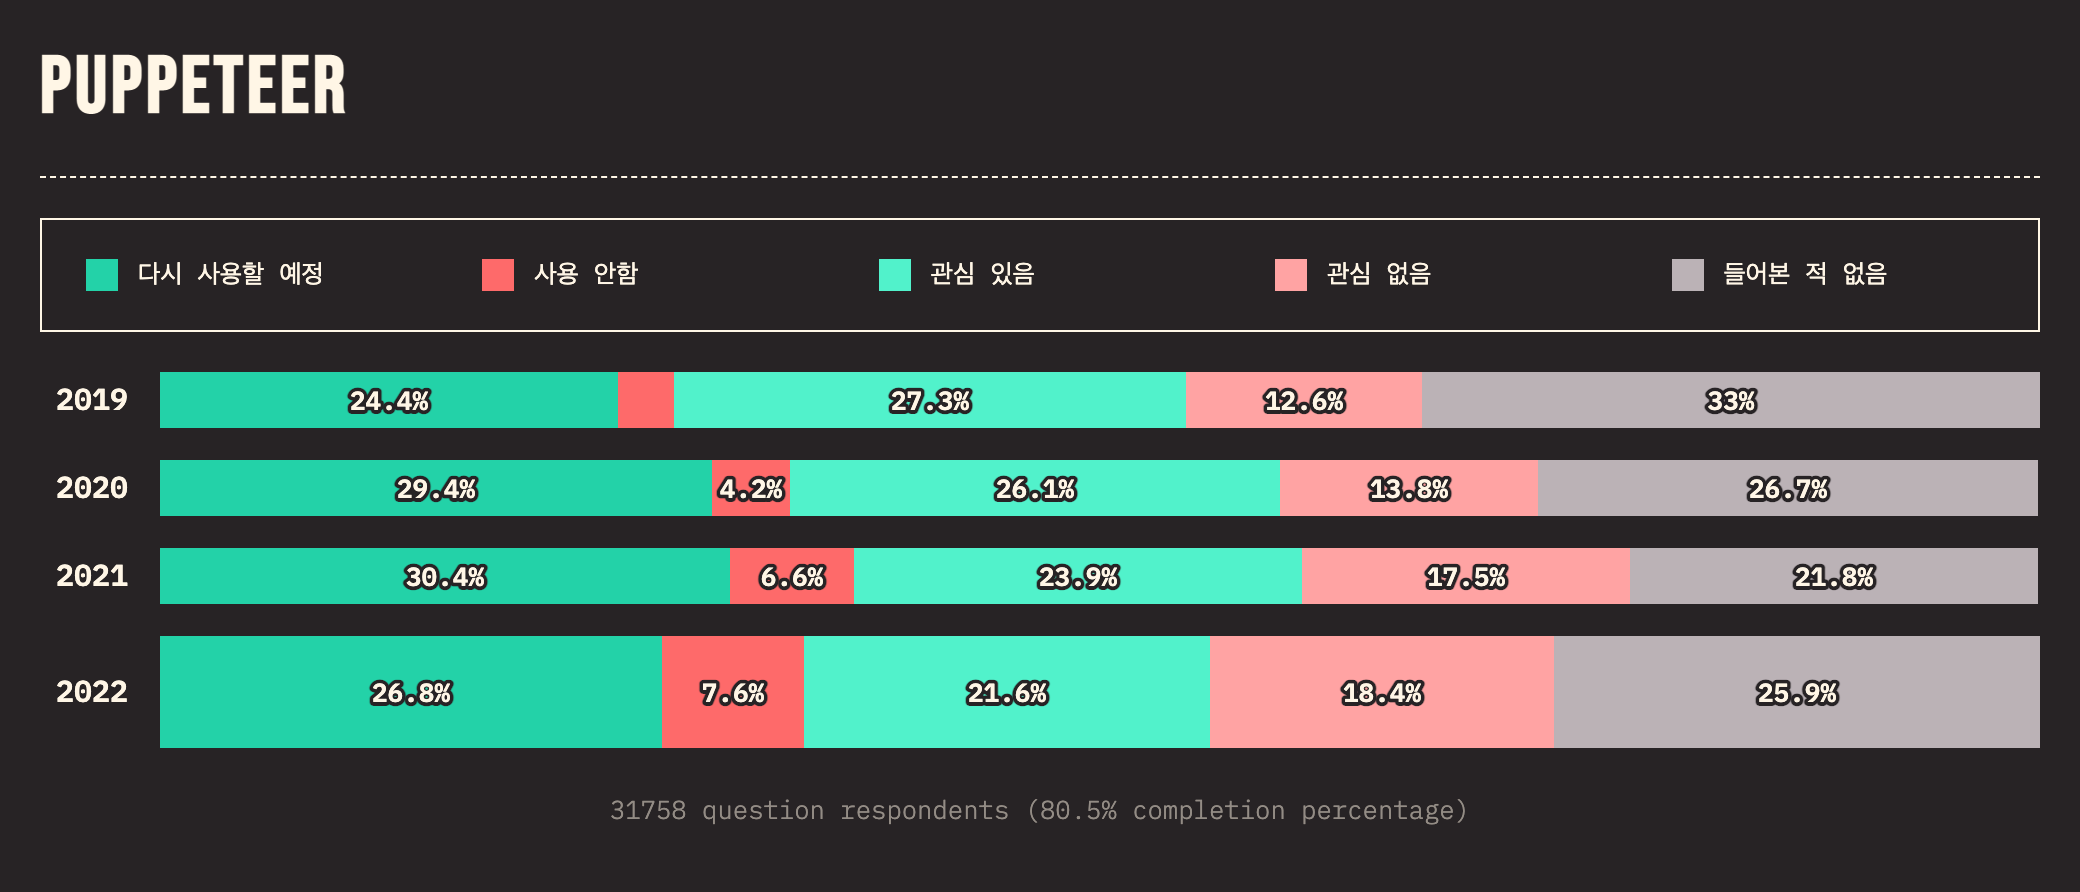 PUPPETEER
다시 사용할 예정 사용 안함 관심 있음 관심 없음 들어본 적 없음
2019 24.4% 27.3% 12.6% 33%
2020 29.4% 4.2% 26.1% 13.8% 26.7%
2021 30.4% 6.6% 23.9% 17.5% 21.8%
2022 26.8% 7.6% 21.6% 18.4% 25.9%
31758 question respondents (80.5% completion percentage)